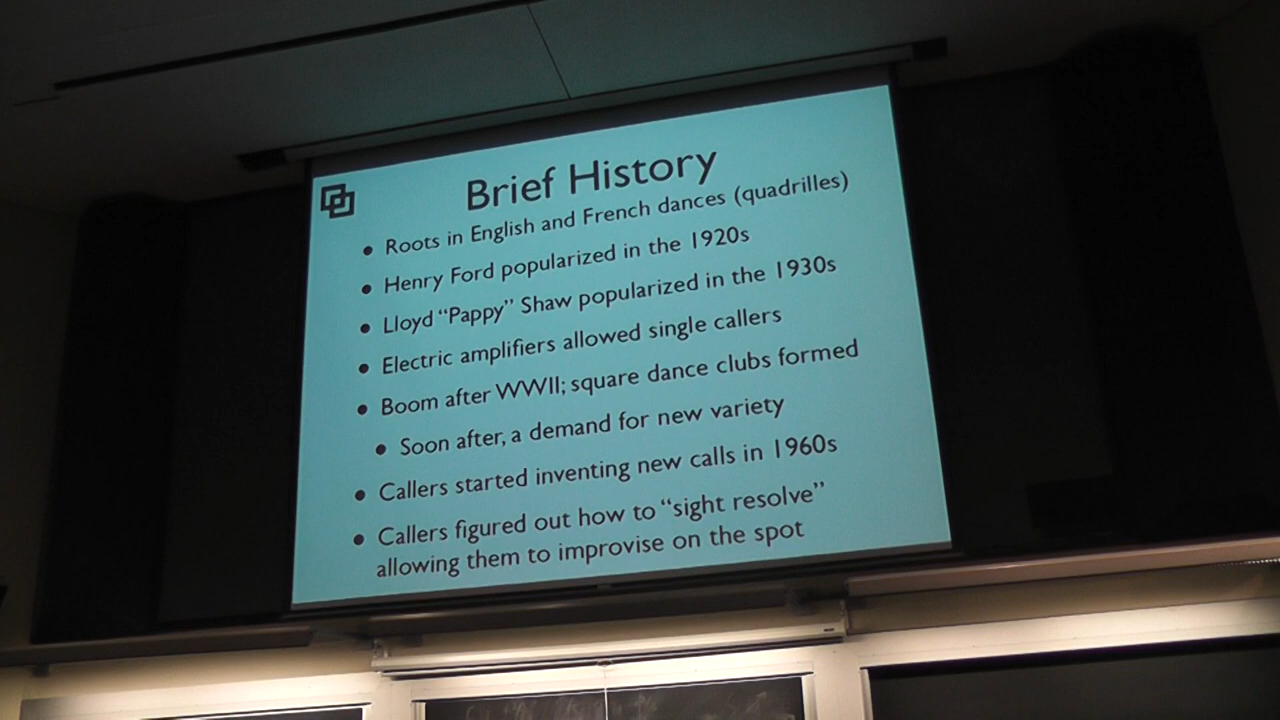 Brief History
• Roots in English and French dances (quadrilles)
• Henry Ford popularized in the 1920s
• Lloyd “Pappy” Shaw popularized in the 1930s
• Electric amplifiers allowed single callers
• Boom after WWII; square dance clubs formed
• Soon after, a demand for new variety
• Callers started inventing new calls in 1960s
• Callers figured out how to “sight resolve”
allowing them to improvise on the spot